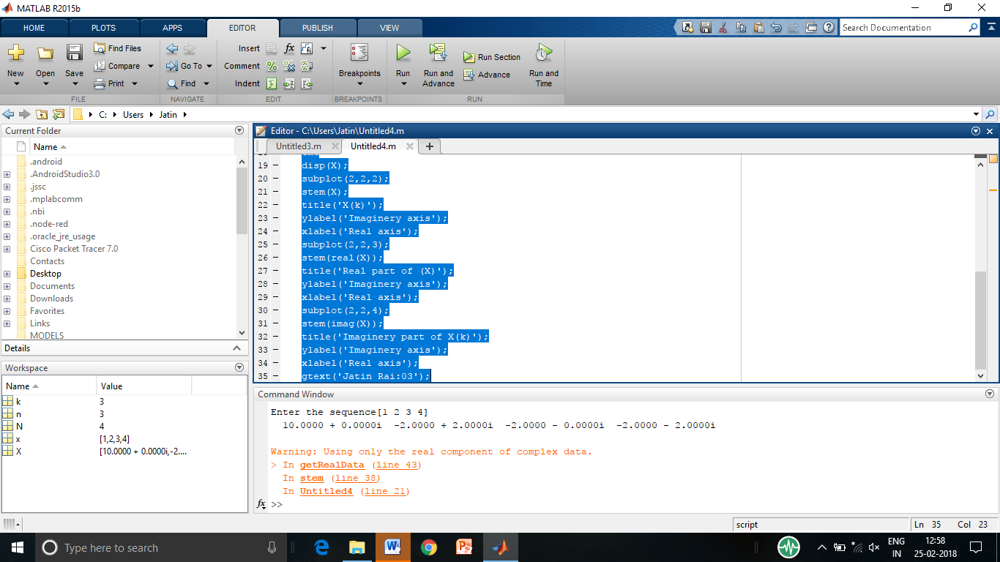 MATLAB R2015b
HOME PLOTS APPS EDITOR PUBLISH VIEW
Search Documentation
New Open Save
Find Files
Compare
Print
FILE
Go To
Find
NAVIGATE
Insert fx
Comment
Indent
EDIT
Breakpoints
BREAKPOINTS
Run
Run and Advance
Run Section
Advance
Run and Time
RUN
C: Users Jatin
Current Folder
Name
.android
.AndroidStudio3.0
.jssc
.mplabcomm
.nbi
.node-red
.oracle_jre_usage
Cisco Packet Tracer 7.0
Contacts
Desktop
Documents
Downloads
Favorites
Links
MODELS
Details
Workspace
Name Value
k 3
n 3
N 4
x [1,2,3,4]
X [10.0000 + 0.0000i,-2....
Editor - C:\Users\Jatin\Untitled4.m
Untitled3.m Untitled4.m
19 disp(X);
20 subplot(2,2,2);
21 stem(X);
22 title('X(k)');
23 ylabel('Imaginery axis');
24 xlabel('Real axis');
25 subplot(2,2,3);
26 stem(real(X));
27 title('Real part of (X)');
28 ylabel('Imaginery axis');
29 xlabel('Real axis');
30 subplot(2,2,4);
31 stem(imag(X));
32 title('Imaginery part of X(k)');
33 ylabel('Imaginery axis');
34 xlabel('Real axis');
35 gtext('Jatin Rai:03');
Command Window
Enter the sequence[1 2 3 4]
10.0000 + 0.0000i -2.0000 + 2.0000i -2.0000 - 0.0000i -2.0000 - 2.0000i
Warning: Using only the real component of complex data.
> In getRealData (line 43)
In stem (line 38)
In Untitled4 (line 21)
fx >>
script Ln 35 Col 23
Type here to search
ENG
IN
12:58
25-02-2018